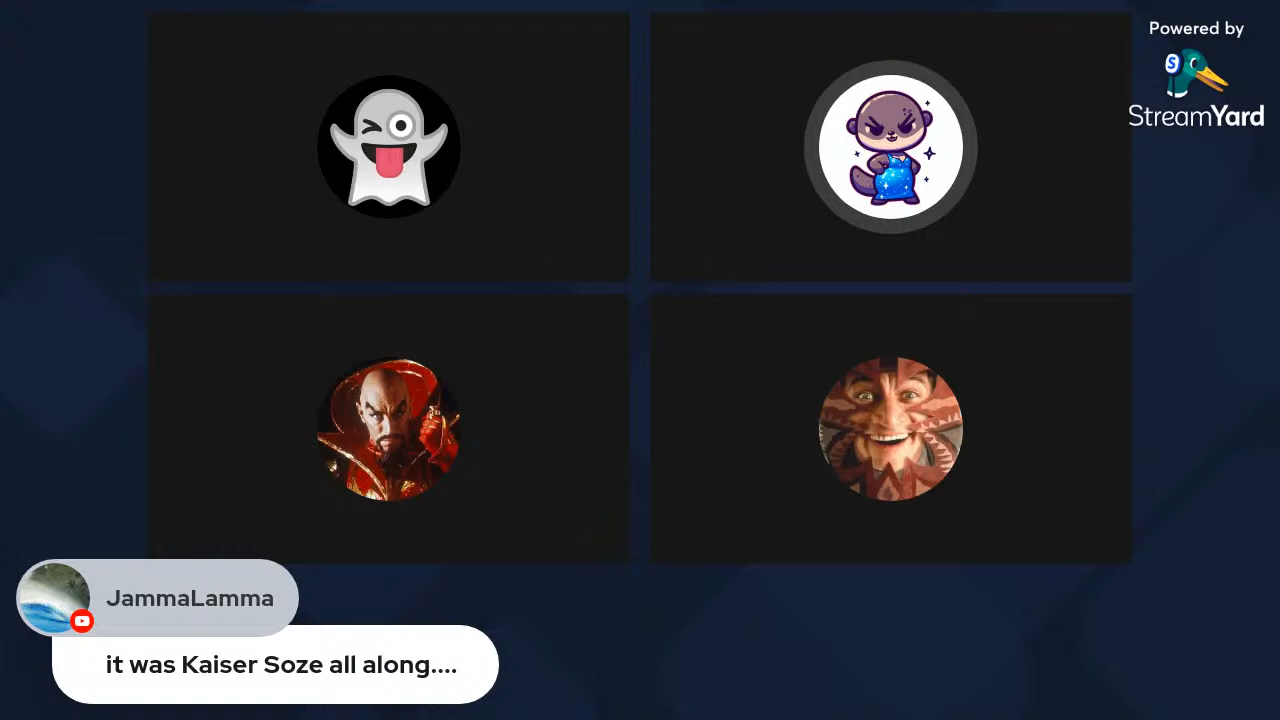 Powered by
S
StreamYard
JammaLamma
it was Kaiser Soze all along....